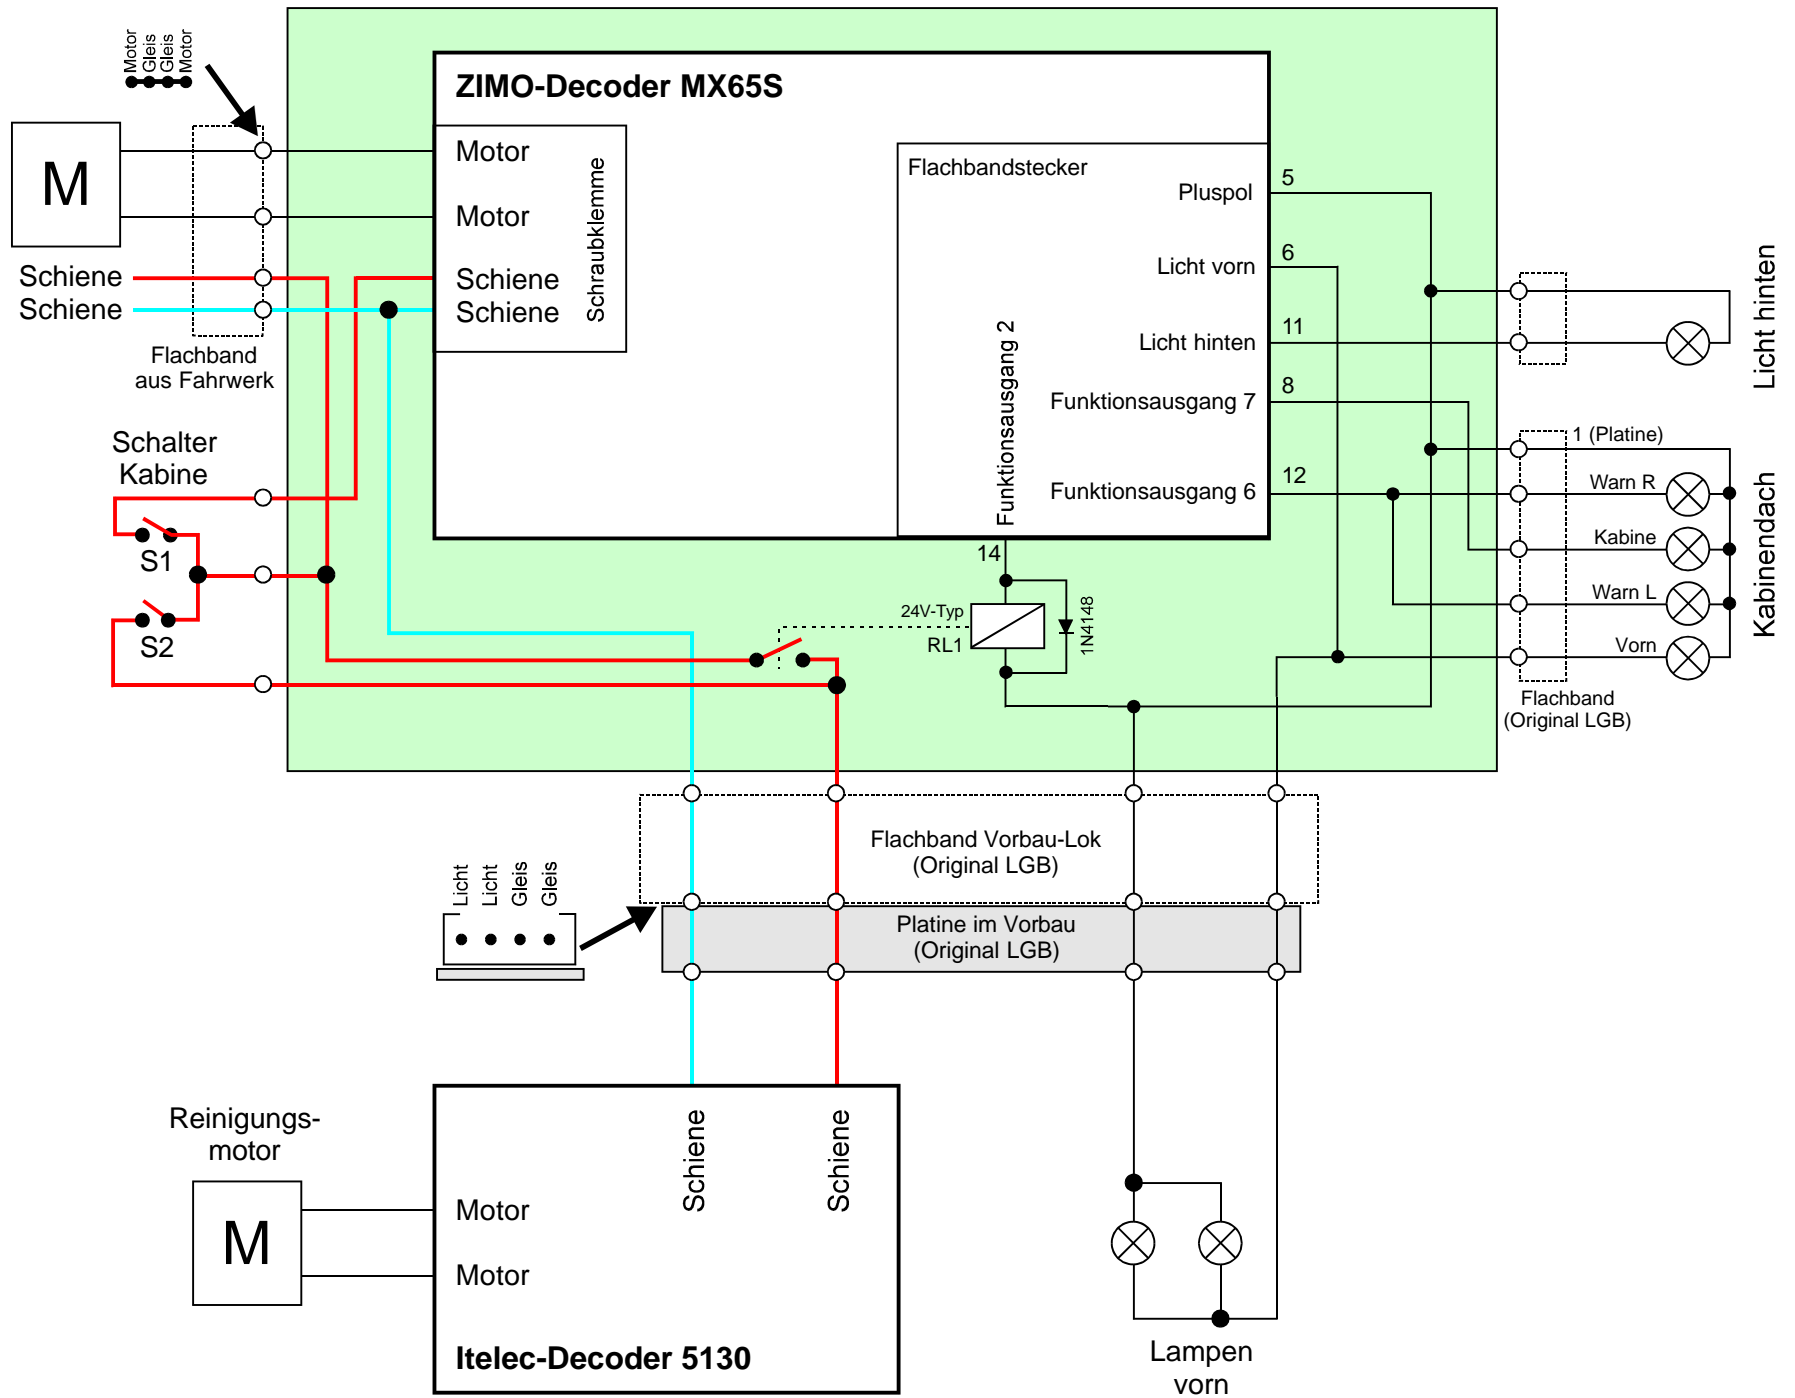 Motor
Gleis
Gleis
Motor
ZIMO-Decoder MX65S
M
Motor
Motor
Schiene
Schiene
Schraubklemme
Schiene
Schiene
Flachband
aus Fahrwerk
Flachbandstecker
Pluspol
5
Licht vorn
6
Licht hinten
11
Funktionsausgang 7
8
Funktionsausgang 6
12
Funktionsausgang 2
14
Licht hinten
1 (Platine)
Warn R
Kabine
Warn L
Vorn
Kabinendach
Flachband
(Original LGB)
Schalter
Kabine
S1
S2
24V-Typ
RL1
1N4148
Flachband Vorbau-Lok
(Original LGB)
Licht
Licht
Gleis
Gleis
Platine im Vorbau
(Original LGB)
Reinigungs-
motor
M
Schiene
Schiene
Motor
Motor
Itelec-Decoder 5130
Lampen
vorn